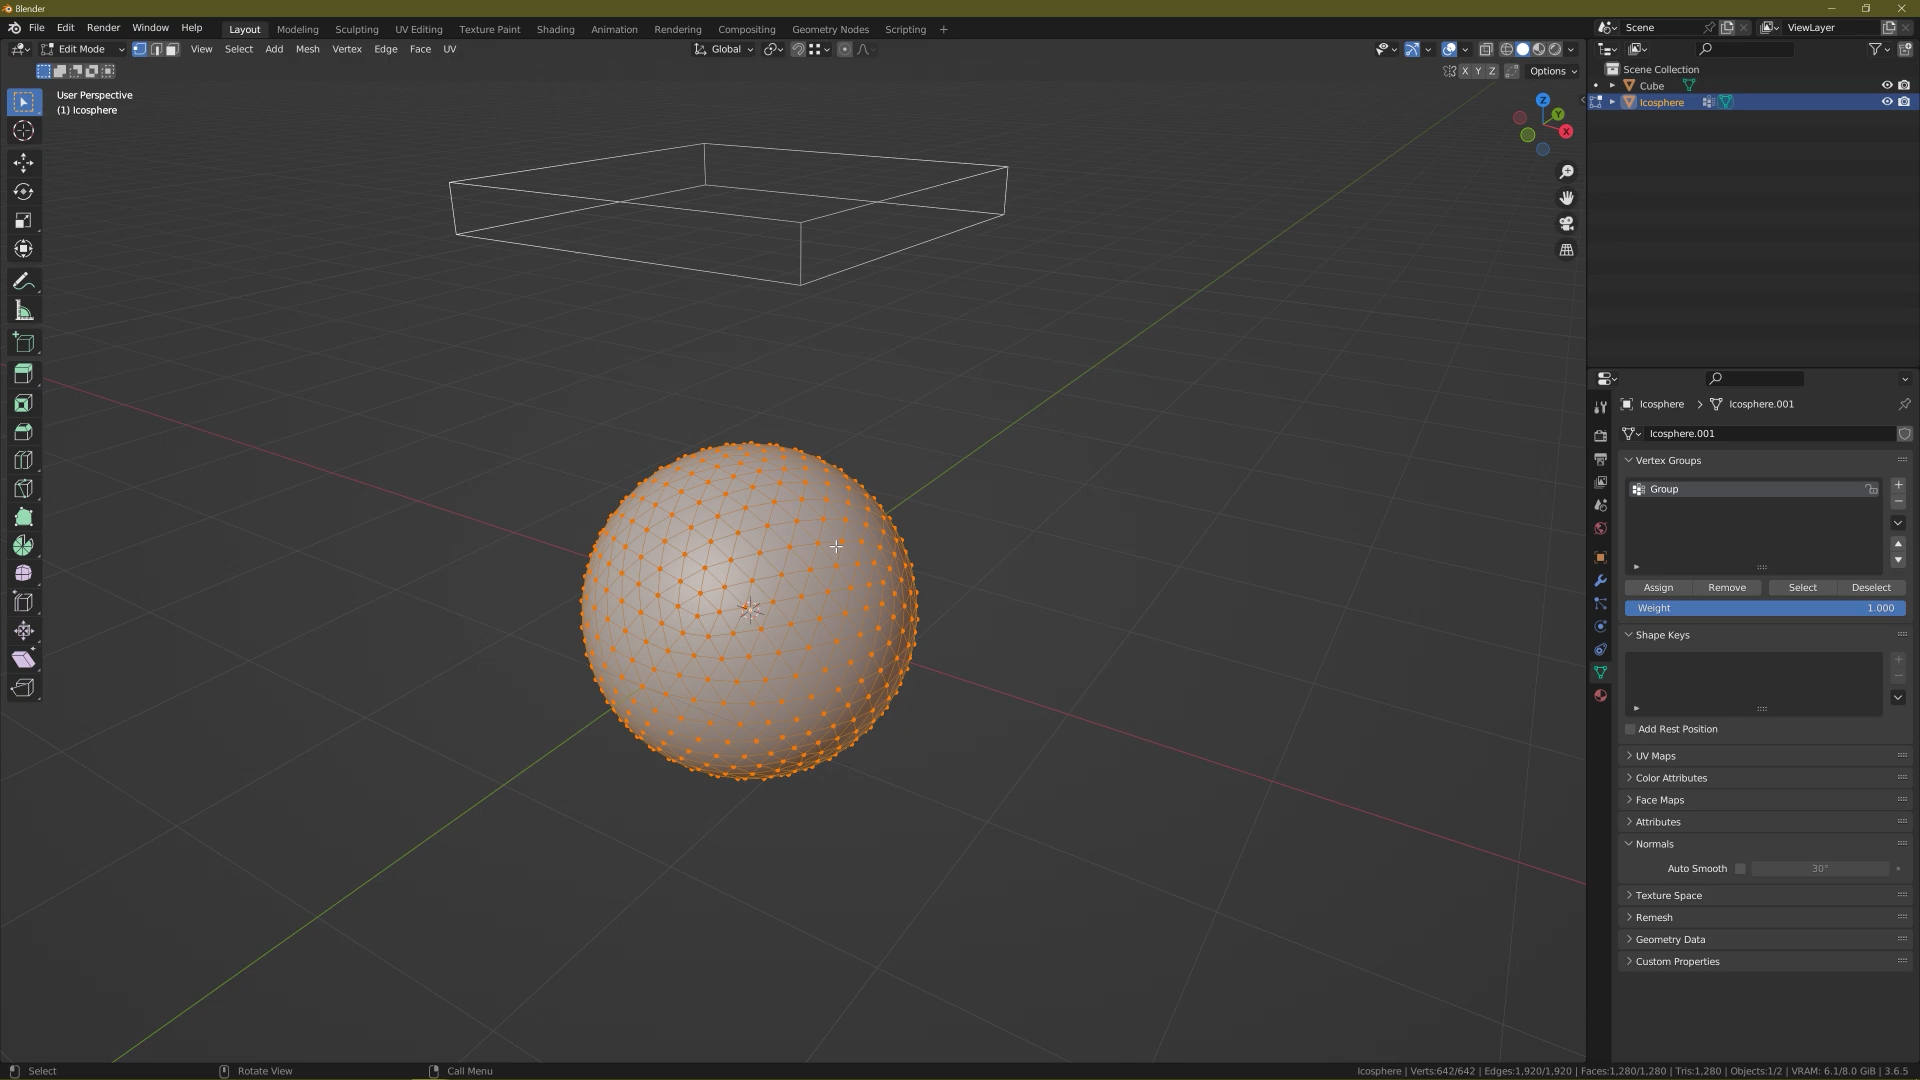 Blender
File Edit Render Window Help
Layout Modeling Sculpting UV Editing Texture Paint Shading Animation Rendering Compositing Geometry Nodes Scripting +
Scene
ViewLayer
Edit Mode View Select Add Mesh Vertex Edge Face UV
Global
X Y Z
Options
User Perspective
(1) Icosphere
Z
Y
X
Scene Collection
Cube
Icosphere
Icosphere > Icosphere.001
Icosphere.001
Vertex Groups
Group
Assign Remove Select Deselect
Weight 1.000
Shape Keys
Add Rest Position
UV Maps
Color Attributes
Face Maps
Attributes
Normals
Auto Smooth 30°
Texture Space
Remesh
Geometry Data
Custom Properties
Select
Rotate View
Call Menu
Icosphere | Verts:642/642 | Edges:1,920/1,920 | Faces:1,280/1,280 | Tris:1,280 | Objects:1/2 | VRAM: 6.1/8.0 GiB | 3.6.5